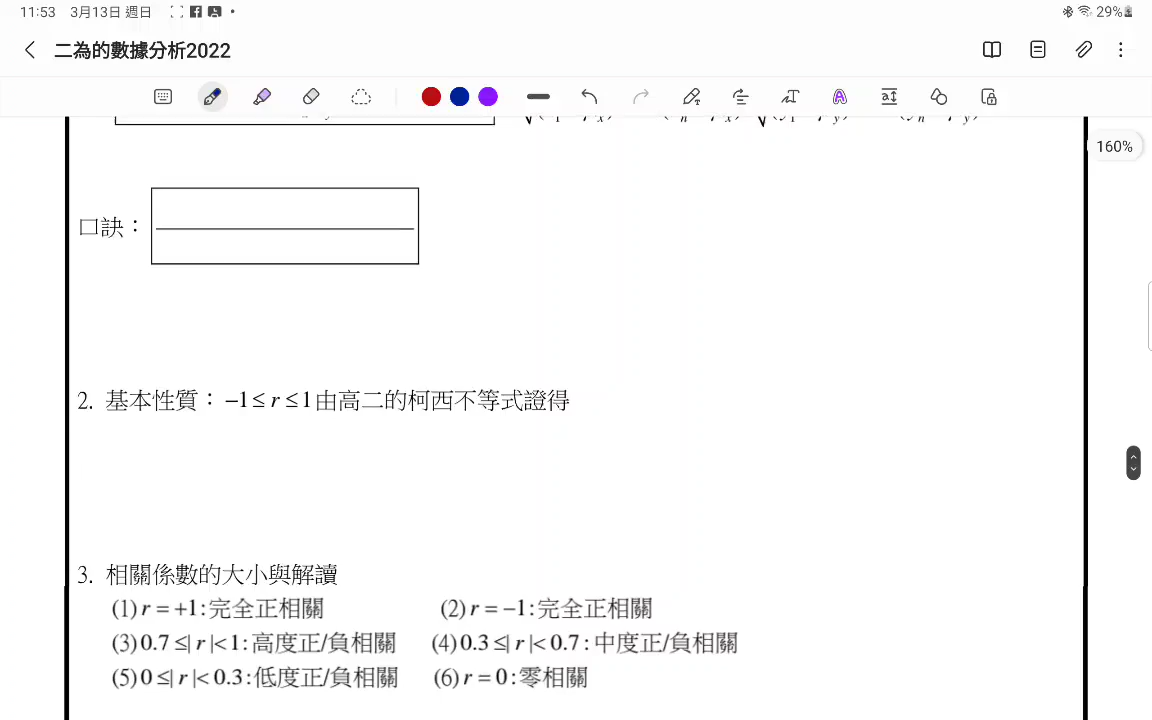 11:53 3月13日 週日 29%
二為的數據分析2022
160%
口訣：
2. 基本性質：−1≤r≤1由高二的柯西不等式證得
3. 相關係數的大小與解讀
(1) r = +1:完全正相關 (2) r = −1:完全正相關
(3) 0.7 ≤| r |< 1:高度正/負相關 (4) 0.3 ≤| r |< 0.7:中度正/負相關
(5) 0 ≤| r |< 0.3:低度正/負相關 (6) r = 0:零相關